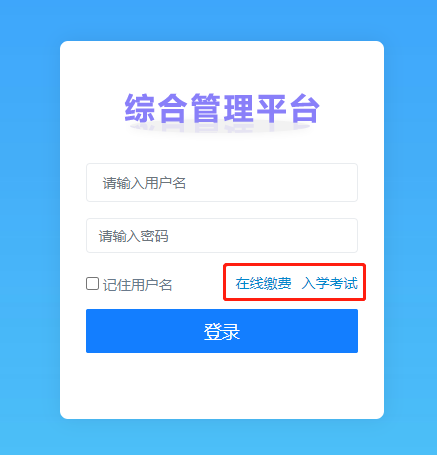 综合管理平台
请输入用户名
请输入密码
记住用户名 在线缴费 入学考试
登录